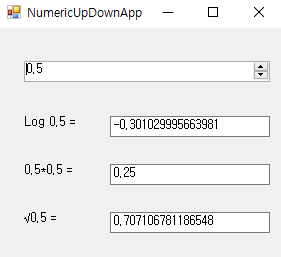 NumericUpDownApp
0.5
Log 0.5 = -0.301029995663981
0.5*0.5 = 0.25
√0.5 = 0.707106781186548